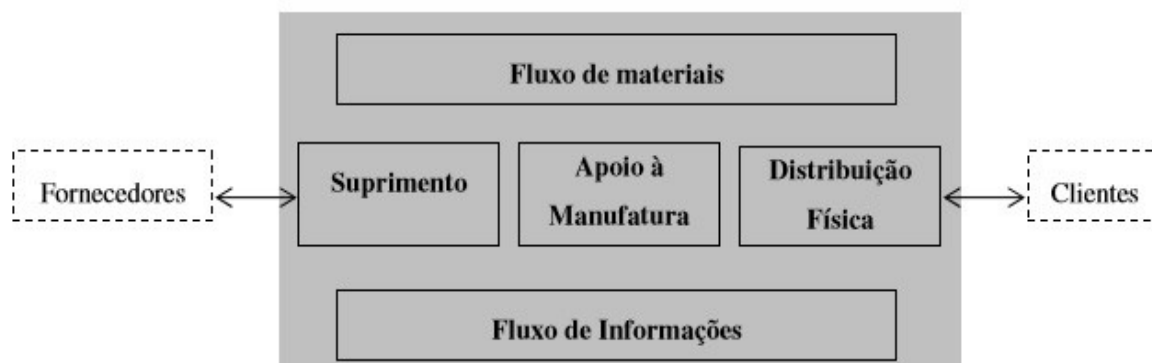 Fluxo de materiais
Fornecedores
Suprimento
Apoio à
Manufatura
Distribuição
Física
Clientes
Fluxo de Informações